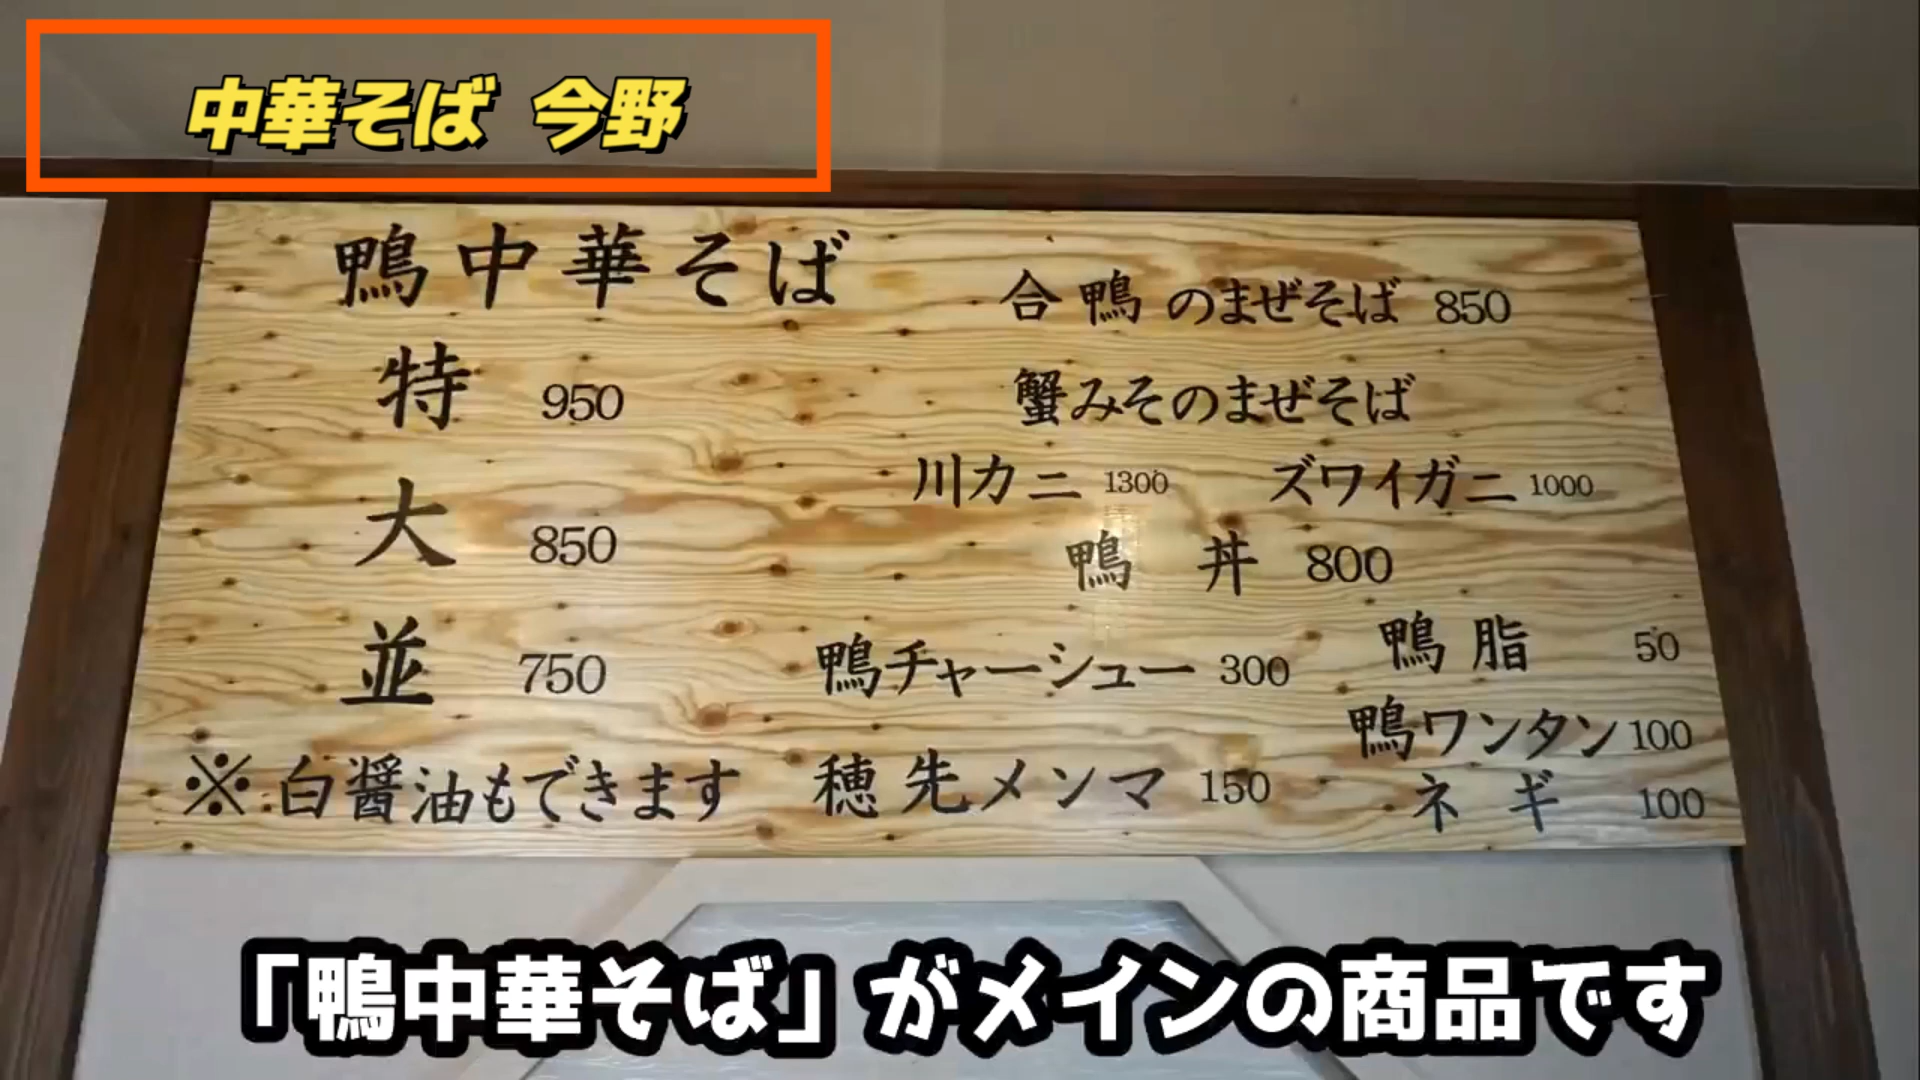 中華そば 今野
鴨中華そば
特 950
大 850
並 750
※白醤油もできます
合鴨のまぜそば 850
蟹みそのまぜそば
川カニ 1300 ズワイガニ 1000
鴨丼 800
鴨チャーシュー 300
穂先メンマ 150
鴨脂 50
鴨ワンタン 100
ネギ 100
「鴨中華そば」がメインの商品です